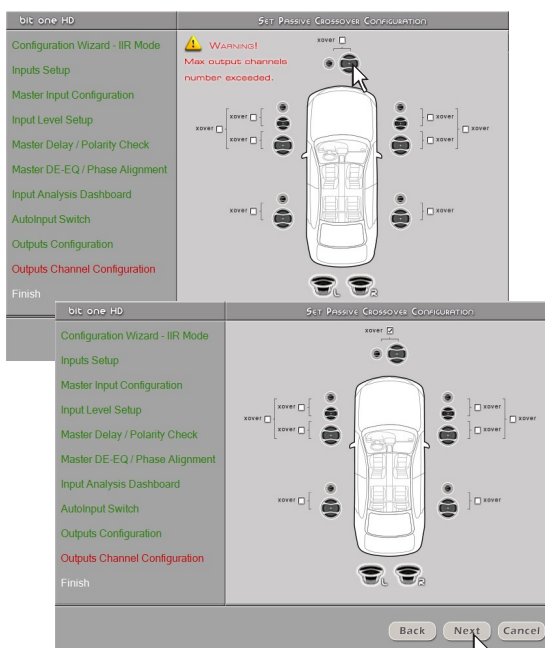 bit one HD
Set Passive Crossover Configuration
Configuration Wizard - IIR Mode
Inputs Setup
Master Input Configuration
Input Level Setup
Master Delay / Polarity Check
Master DE-EQ / Phase Alignment
Input Analysis Dashboard
AutoInput Switch
Outputs Configuration
Outputs Channel Configuration
Finish
Warning!
Max output channels
number exceeded.
xover
xover
xover
xover
xover
xover
xover
xover
xover
L R
bit one HD
Set Passive Crossover Configuration
Configuration Wizard - IIR Mode
Inputs Setup
Master Input Configuration
Input Level Setup
Master Delay / Polarity Check
Master DE-EQ / Phase Alignment
Input Analysis Dashboard
AutoInput Switch
Outputs Configuration
Outputs Channel Configuration
Finish
xover
xover
xover
xover
xover
xover
xover
xover
xover
L R
Back Next Cancel